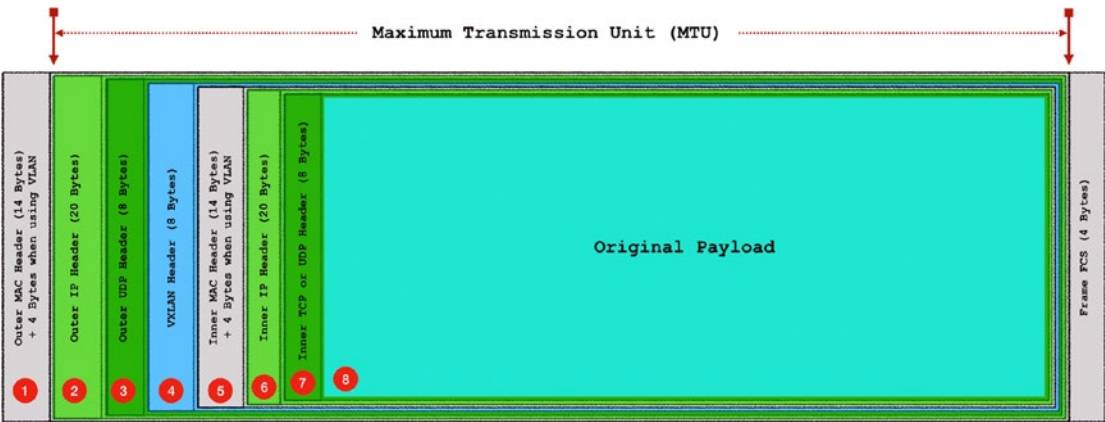 Maximum Transmission Unit (MTU)
Outer MAC Header (14 Bytes)
+ 4 Bytes when using VLAN
Outer IP Header (20 Bytes)
Outer UDP Header (8 Bytes)
VXLAN Header (8 Bytes)
Inner MAC Header (14 Bytes)
+ 4 Bytes when using VLAN
Inner IP Header (20 Bytes)
Inner TCP or UDP Header (8 Bytes)
Original Payload
Frame FCS (4 Bytes)
1
2
3
4
5
6
7
8